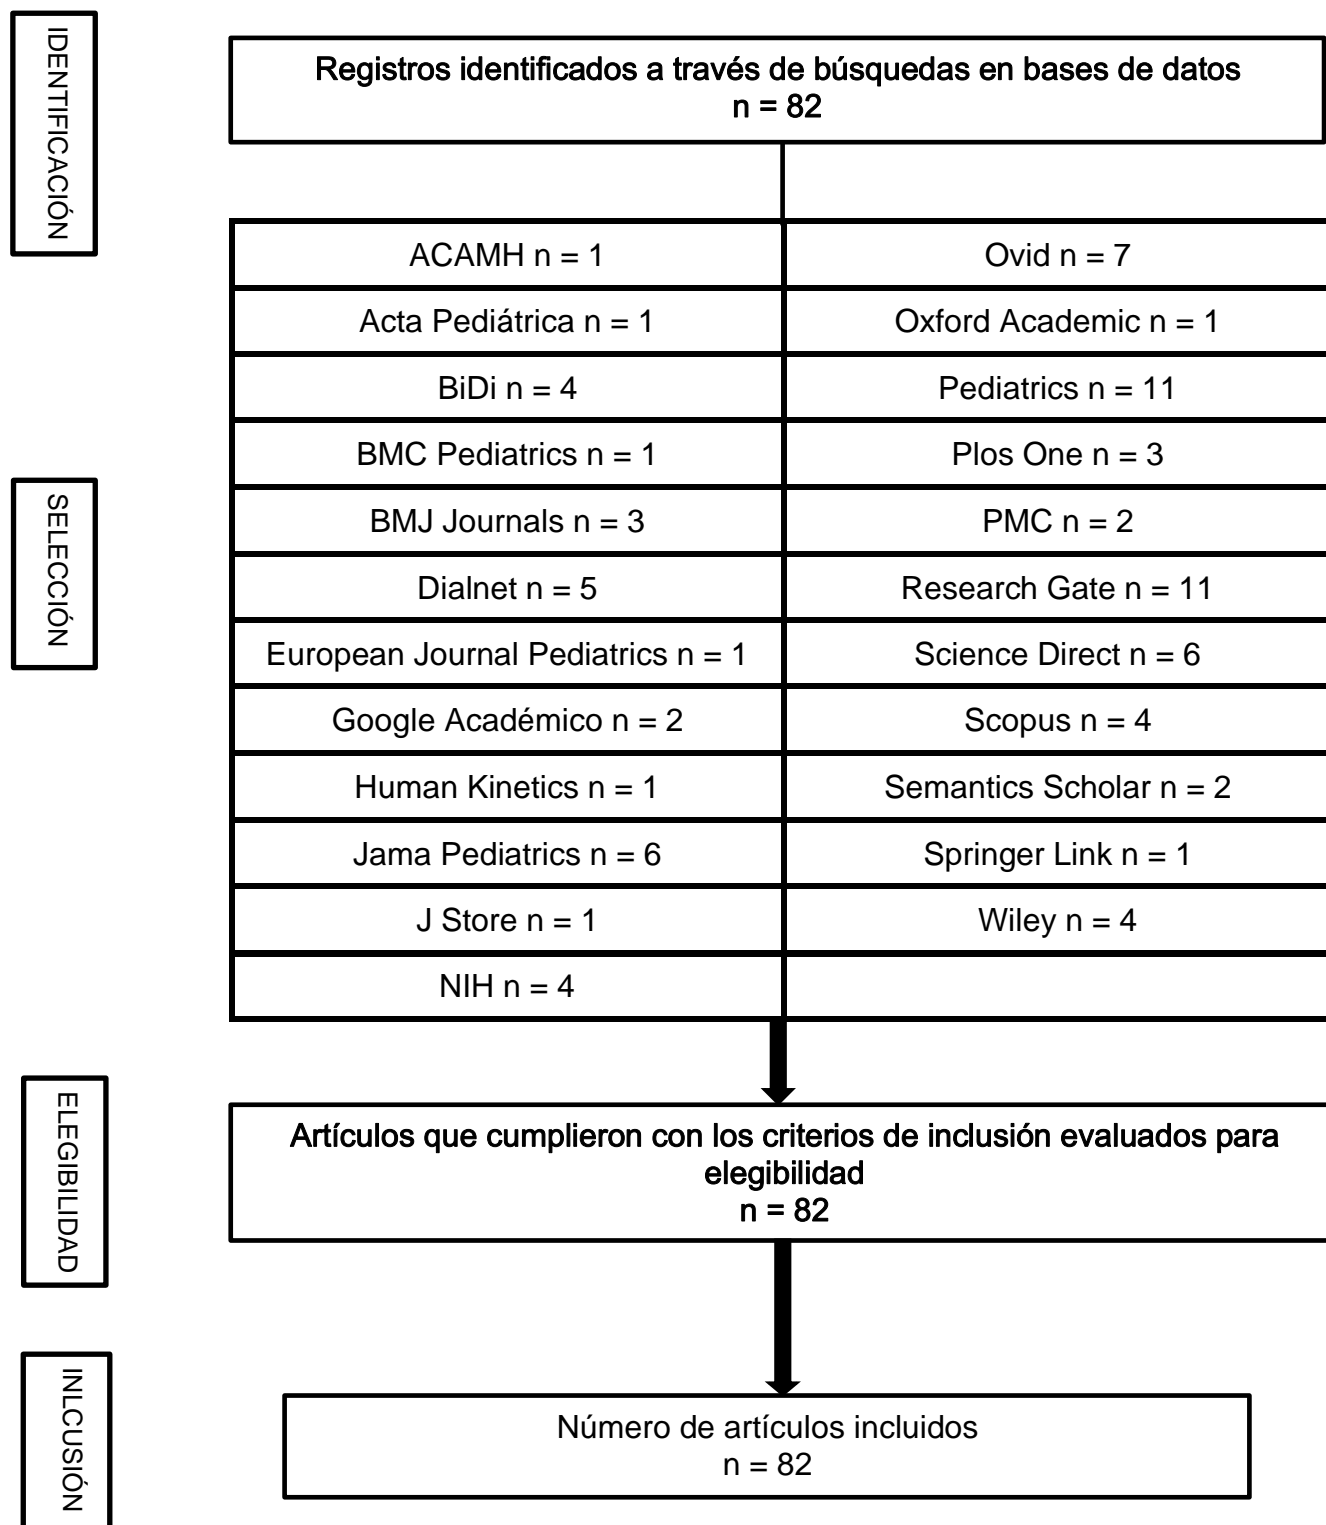 IDENTIFICACIÓN
Registros identificados a través de búsquedas en bases de datos
n = 82
SELECCIÓN
ACAMH n = 1
Ovid n = 7
Acta Pediátrica n = 1
Oxford Academic n = 1
BiDi n = 4
Pediatrics n = 11
BMC Pediatrics n = 1
Plos One n = 3
BMJ Journals n = 3
PMC n = 2
Dialnet n = 5
Research Gate n = 11
European Journal Pediatrics n = 1
Science Direct n = 6
Google Académico n = 2
Scopus n = 4
Human Kinetics n = 1
Semantics Scholar n = 2
Jama Pediatrics n = 6
Springer Link n = 1
J Store n = 1
Wiley n = 4
NIH n = 4
ELEGIBILIDAD
Artículos que cumplieron con los criterios de inclusión evaluados para
elegibilidad
n = 82
INLCUSIÓN
Número de artículos incluidos
n = 82